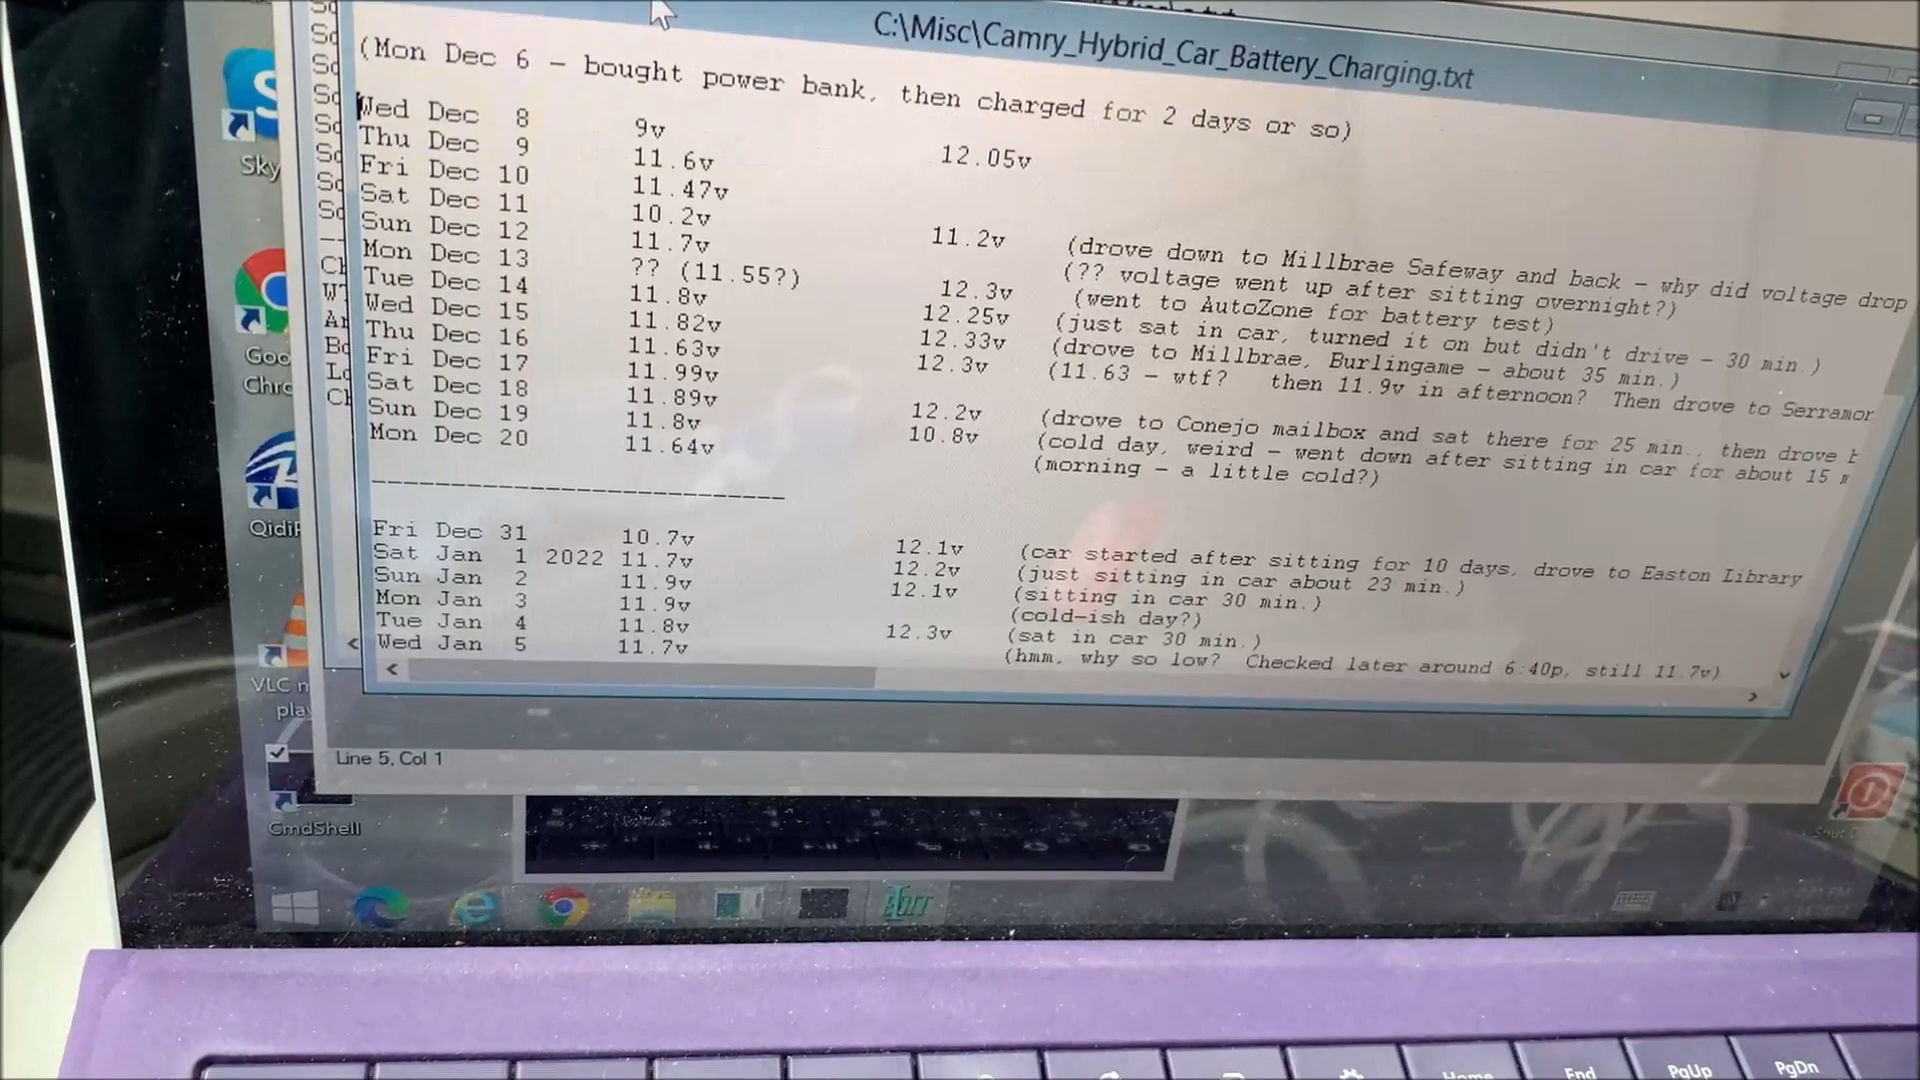 C:\Misc\Camry_Hybrid_Car_Battery_Charging.txt
(Mon Dec 6 - bought power bank, then charged for 2 days or so)
Wed Dec 8 9v 12.05v
Thu Dec 9 11.6v
Fri Dec 10 11.47v
Sat Dec 11 10.2v 11.2v (drove down to Millbrae Safeway and back - why did voltage drop
Sun Dec 12 11.7v (?? voltage went up after sitting overnight?)
Mon Dec 13 ?? (11.55?) 12.3v (went to AutoZone for battery test)
Tue Dec 14 11.8v 12.25v (just sat in car, turned it on but didn't drive - 30 min.)
Wed Dec 15 11.82v 12.33v (drove to Millbrae, Burlingame - about 35 min.)
Thu Dec 16 11.63v 12.3v (11.63 - wtf? then 11.9v in afternoon? Then drove to Serramon
Fri Dec 17 11.99v
Sat Dec 18 11.89v 12.2v (drove to Conejo mailbox and sat there for 25 min., then drove
Sun Dec 19 11.8v 10.8v (cold day, weird - went down after sitting in car for about 15
Mon Dec 20 11.64v (morning - a little cold?)
---------------------------
Fri Dec 31 10.7v 12.1v (car started after sitting for 10 days, drove to Easton Library
Sat Jan 1 2022 11.7v 12.2v (just sitting in car about 23 min.)
Sun Jan 2 11.9v 12.1v (sitting in car 30 min.)
Mon Jan 3 11.9v (cold-ish day?)
Tue Jan 4 11.8v 12.3v (sat in car 30 min.)
Wed Jan 5 11.7v (hmm, why so low? Checked later around 6:40p, still 11.7v)
Line 5, Col 1
Sky
Goo
Chro
Qidi
VLC m
play
CmdShell
Edit
Home
End
PgUp
PgDn